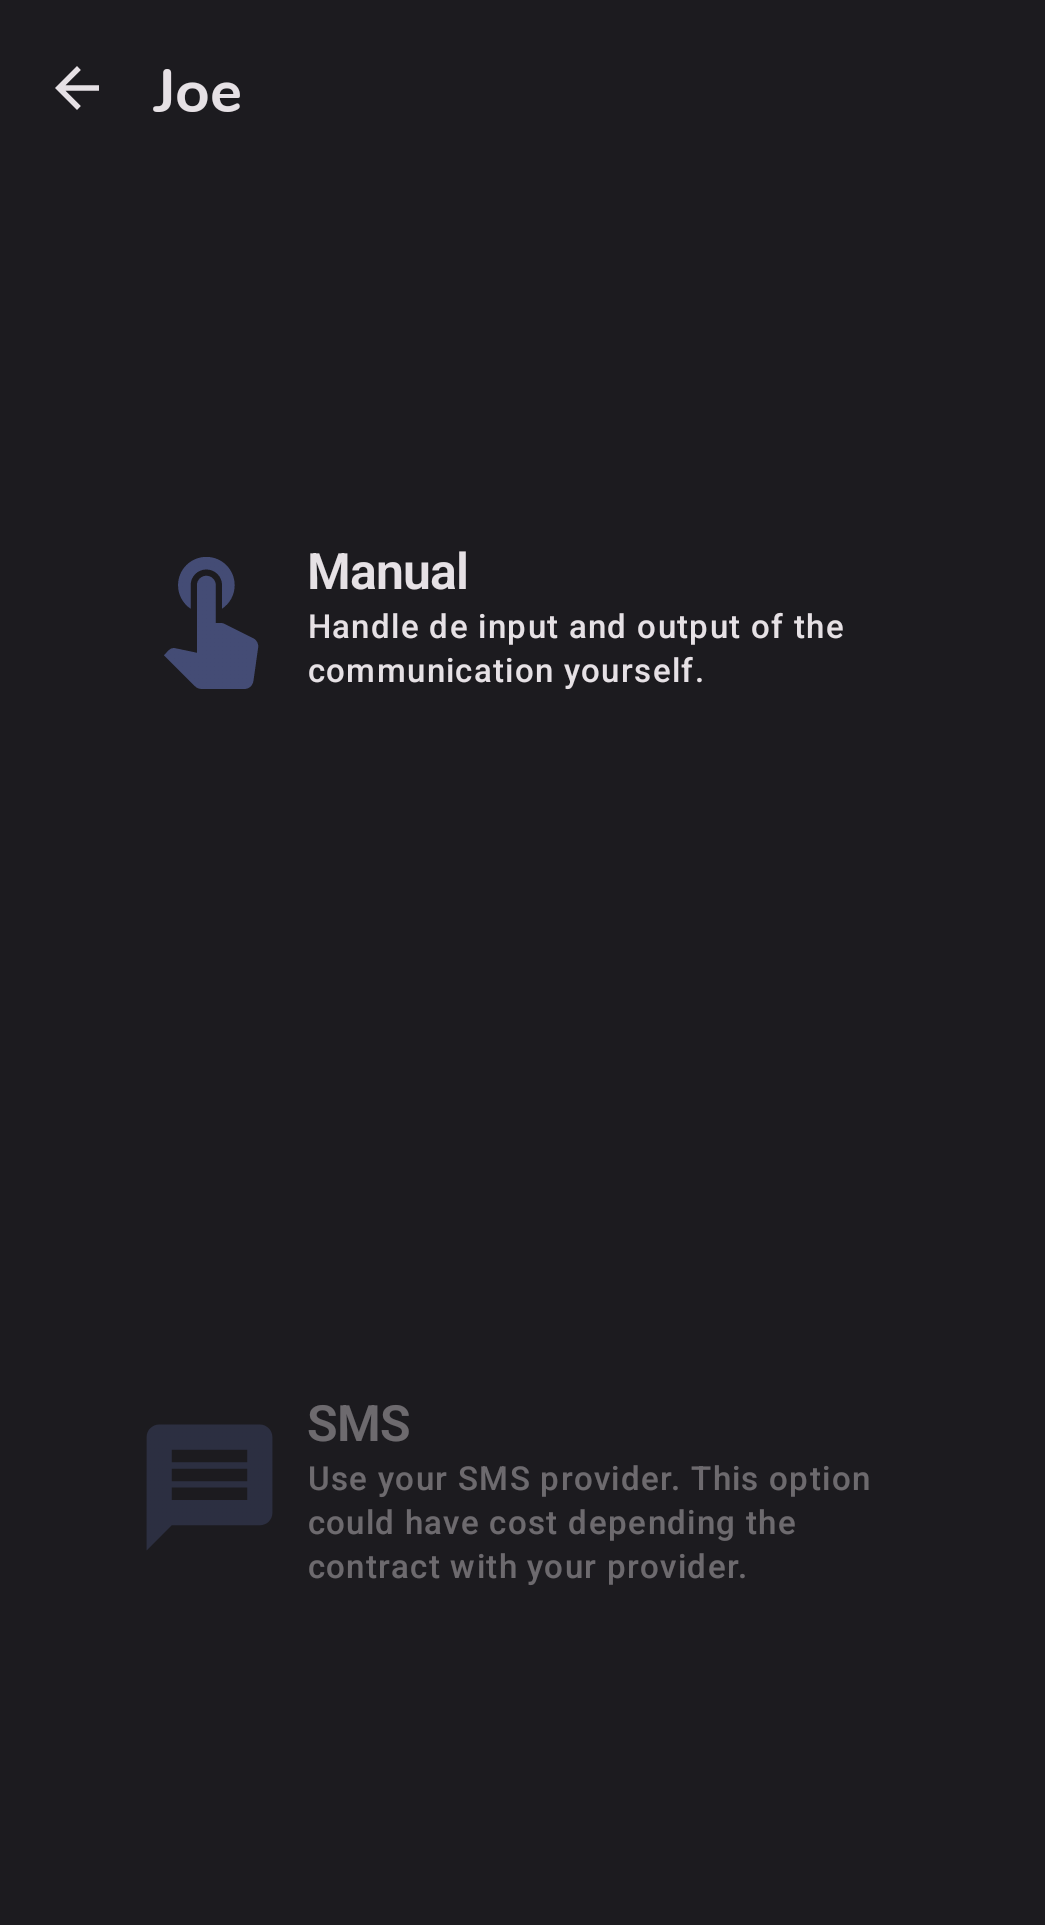 Joe
Manual
Handle de input and output of the
communication yourself.
SMS
Use your SMS provider. This option
could have cost depending the
contract with your provider.